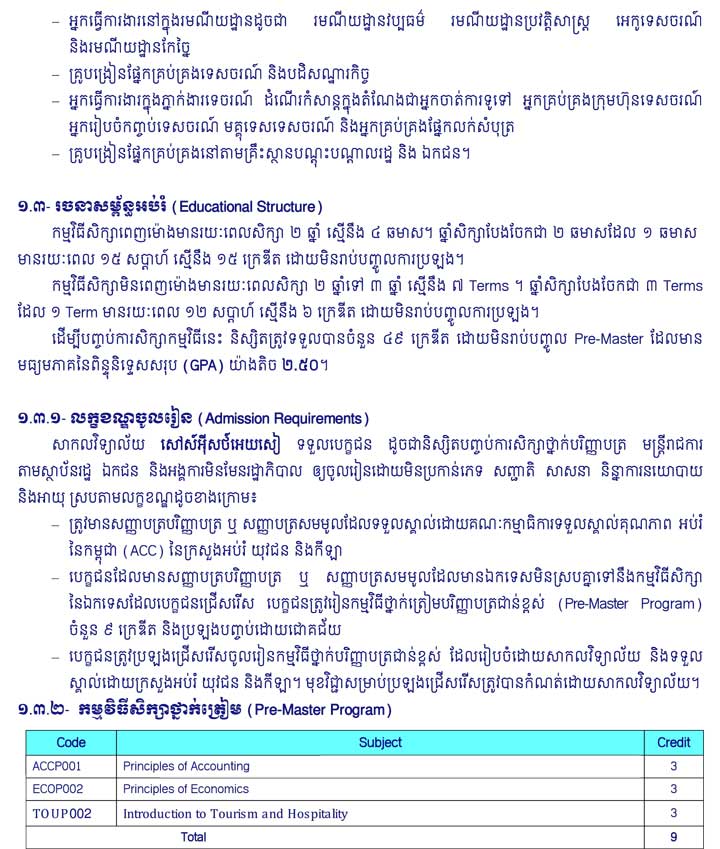 – អ្នកធ្វើការងារនៅក្នុងរមណីយដ្ឋានដូចជា រមណីយដ្ឋានវប្បធម៌ រមណីយដ្ឋានប្រវត្តិសាស្ត្រ អេកូទេសចរណ៍
និងរមណីយដ្ឋានកែច្នៃ
– គ្រូបង្រៀនផ្នែកគ្រប់គ្រងទេសចរណ៍ និងបដិសណ្ឋារកិច្ច
– អ្នកធ្វើការងារក្នុងភ្នាក់ងារទេចរណ៍ ដំណើរកំសាន្តក្នុងតំណែងជាអ្នកចាត់ការទូទៅ អ្នកគ្រប់គ្រងក្រុមហ៊ុនទេសចរណ៍
អ្នករៀបចំកញ្ចប់ទេសចរណ៍ មគ្គុទេសទេសចរណ៍ និងអ្នកគ្រប់គ្រងផ្នែកលក់សំបុត្រ
– គ្រូបង្រៀនផ្នែកគ្រប់គ្រងនៅតាមគ្រឹះស្ថានបណ្តុះបណ្តាលរដ្ឋ និង ឯកជន។
១.៣- រចនាសម្ព័ន្ធអប់រំ (Educational Structure)
កម្មវិធីសិក្សាពេញម៉ោងមានរយៈពេលសិក្សា ២ ឆ្នាំ ស្មើនឹង ៤ ឆមាស។ ឆ្នាំសិក្សាបែងចែកជា ២ ឆមាសដែល ១ ឆមាស
មានរយៈពេល ១៥ សប្តាហ៍ ស្មើនឹង ១៥ ក្រេឌីត ដោយមិនរាប់បញ្ចូលការប្រឡង។
កម្មវិធីសិក្សាមិនពេញម៉ោងមានរយៈពេលសិក្សា ២ ឆ្នាំទៅ ៣ ឆ្នាំ ស្មើនឹង ៧ Terms ។ ឆ្នាំសិក្សាបែងចែកជា ៣ Terms
ដែល ១ Term មានរយៈពេល ១២ សប្តាហ៍ ស្មើនឹង ៦ ក្រេឌីត ដោយមិនរាប់បញ្ចូលការប្រឡង។
ដើម្បីបញ្ចប់ការសិក្សាកម្មវិធីនេះ និស្សិតត្រូវទទួលបានចំនួន ៤៩ ក្រេឌីត ដោយមិនរាប់បញ្ចូល Pre-Master ដែលមាន
មធ្យមភាគនៃពិន្ទុនិទ្ទេសសរុប (GPA) យ៉ាងតិច ២.៥០។
១.៣.១- លក្ខខណ្ឌចូលរៀន (Admission Requirements)
សាកលវិទ្យាល័យ សៅស៍អ៊ីសថ៍អេយសៀ ទទួលបេក្ខជន ដូចជានិស្សិតបញ្ចប់ការសិក្សាថ្នាក់បរិញ្ញាបត្រ មន្ត្រីរាជការ
តាមស្ថាប័នរដ្ឋ ឯកជន និងអង្គការមិនមែនរដ្ឋាភិបាល ឲ្យចូលរៀនដោយមិនប្រកាន់ភេទ សញ្ជាតិ សាសនា និន្នាការនយោបាយ
និងអាយុ ស្របតាមលក្ខខណ្ឌដូចខាងក្រោម៖
– ត្រូវមានសញ្ញាបត្របរិញ្ញាបត្រ ឬ សញ្ញាបត្រសមមូលដែលទទួលស្គាល់ដោយគណៈកម្មាធិការទទួលស្គាល់គុណភាព អប់រំ
នៃកម្ពុជា (ACC) នៃក្រសួងអប់រំ យុវជន និងកីឡា
– បេក្ខជនដែលមានសញ្ញាបត្របរិញ្ញាបត្រ ឬ សញ្ញាបត្រសមមូលដែលមានឯកទេសមិនស្របគ្នាទៅនឹងកម្មវិធីសិក្សា
នៃឯកទេសដែលបេក្ខជនជ្រើសរើស បេក្ខជនត្រូវរៀនកម្មវិធីថ្នាក់ត្រៀមបរិញ្ញាបត្រជាន់ខ្ពស់ (Pre-Master Program)
ចំនួន ៩ ក្រេឌីត និងប្រឡងបញ្ចប់ដោយជោគជ័យ
– បេក្ខជនត្រូវប្រឡងជ្រើសរើសចូលរៀនកម្មវិធីថ្នាក់បរិញ្ញាបត្រជាន់ខ្ពស់ ដែលរៀបចំដោយសាកលវិទ្យាល័យ និងទទួល
ស្គាល់ដោយក្រសួងអប់រំ យុវជន និងកីឡា។ មុខវិជ្ជាសម្រាប់ប្រឡងជ្រើសរើសត្រូវបានកំណត់ដោយសាកលវិទ្យាល័យ។
១.៣.២- កម្មវិធីសិក្សាថ្នាក់ត្រៀម (Pre-Master Program)
Code Subject Credit
ACCP001 Principles of Accounting 3
ECOP002 Principles of Economics 3
TOUP002 Introduction to Tourism and Hospitality 3
Total 9